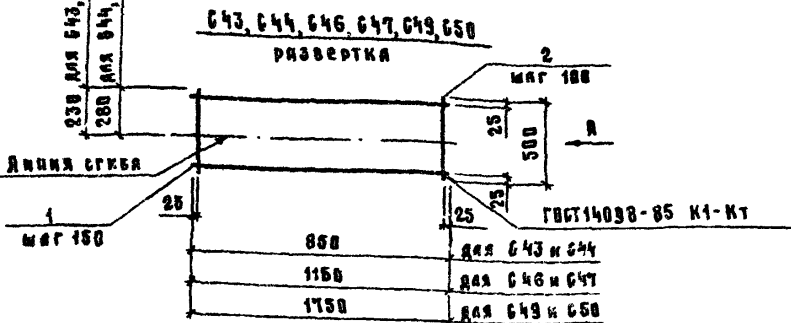 С43, С44, С46, С47, С49, С50
РАЗВЕРТКА
230 для С43,
280 для С44,
2
шаг 100
25
500
А
25
Линия сгиба
1
шаг 150
25
25
ГОСТ 14098-85 К1-Кт
850
для С43 и С44
1150
для С46 и С47
1750
для С49 и С50